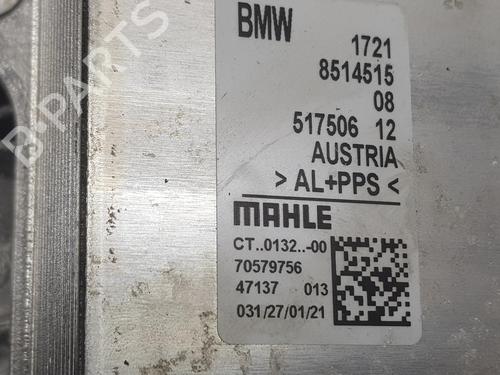 BMW 1721
8514515
08
517506 12
AUSTRIA
> AL+PPS <
MAHLE
CT..0132..-00
70579756
47137 013
031/27/01/21
B-PARTS